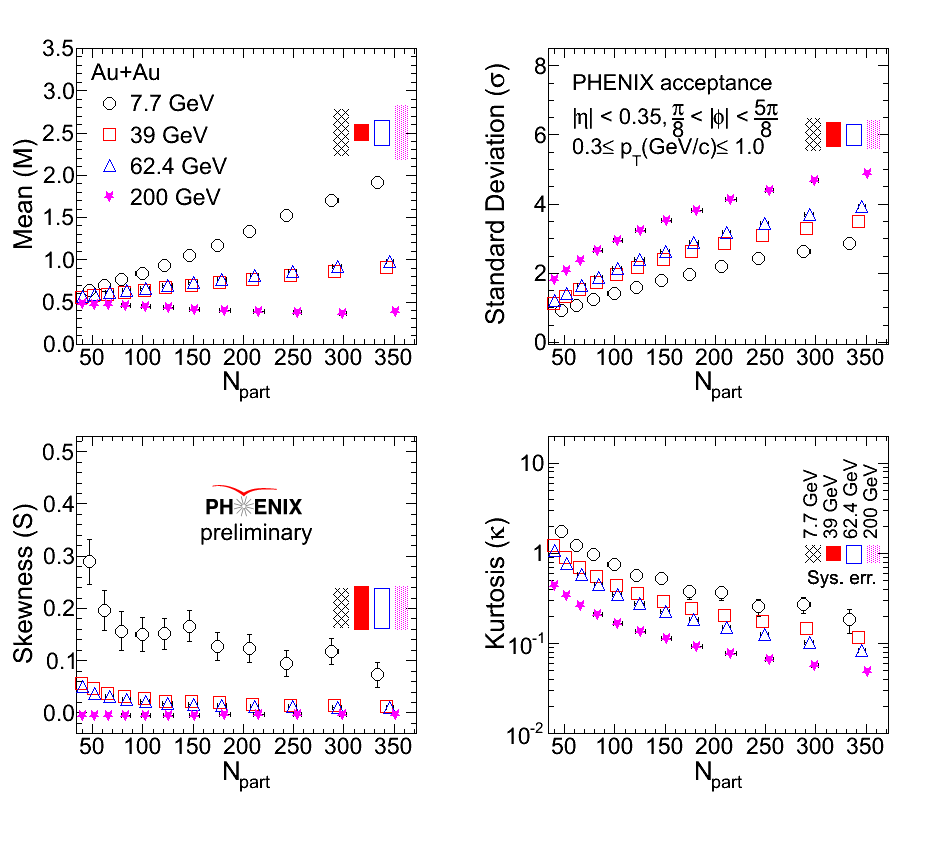 3.5
3.0
2.5
2.0
1.5
1.0
0.5
0.0
Mean (M)
Au+Au
7.7 GeV
39 GeV
62.4 GeV
200 GeV
50 100 150 200 250 300 350
N_part
8
6
4
2
0
Standard Deviation (σ)
PHENIX acceptance
|η| < 0.35, π/8 < |ϕ| < 5π/8
0.3≤ p_T(GeV/c)≤ 1.0
50 100 150 200 250 300 350
N_part
0.5
0.4
0.3
0.2
0.1
0.0
Skewness (S)
PHENIX
preliminary
50 100 150 200 250 300 350
N_part
10
1
10^-1
10^-2
Kurtosis (κ)
7.7 GeV
39 GeV
62.4 GeV
200 GeV
Sys. err.
50 100 150 200 250 300 350
N_part